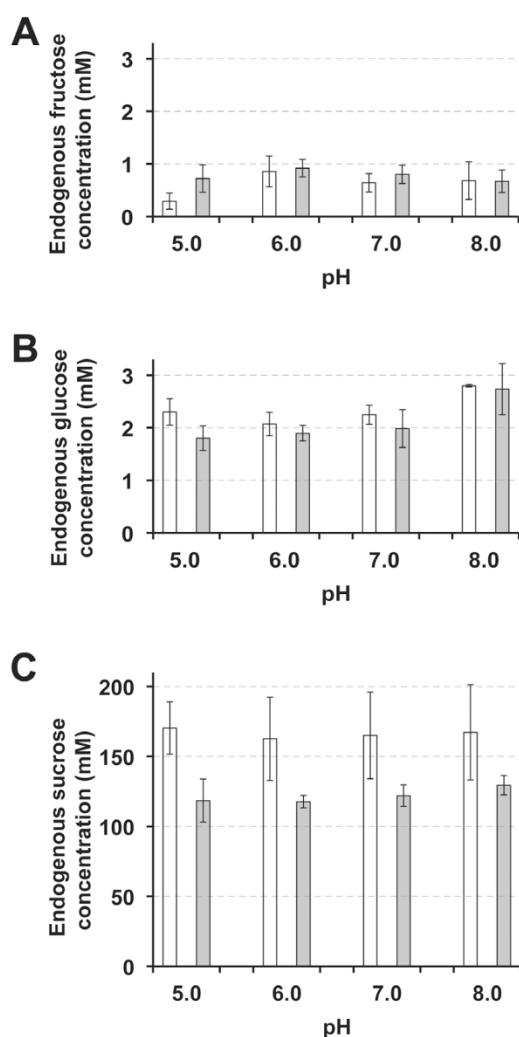 A
Endogenous fructose
concentration (mM)
3
2
1
0
5.0 6.0 7.0 8.0
pH
B
Endogenous glucose
concentration (mM)
3
2
1
0
5.0 6.0 7.0 8.0
pH
C
Endogenous sucrose
concentration (mM)
200
150
100
50
0
5.0 6.0 7.0 8.0
pH